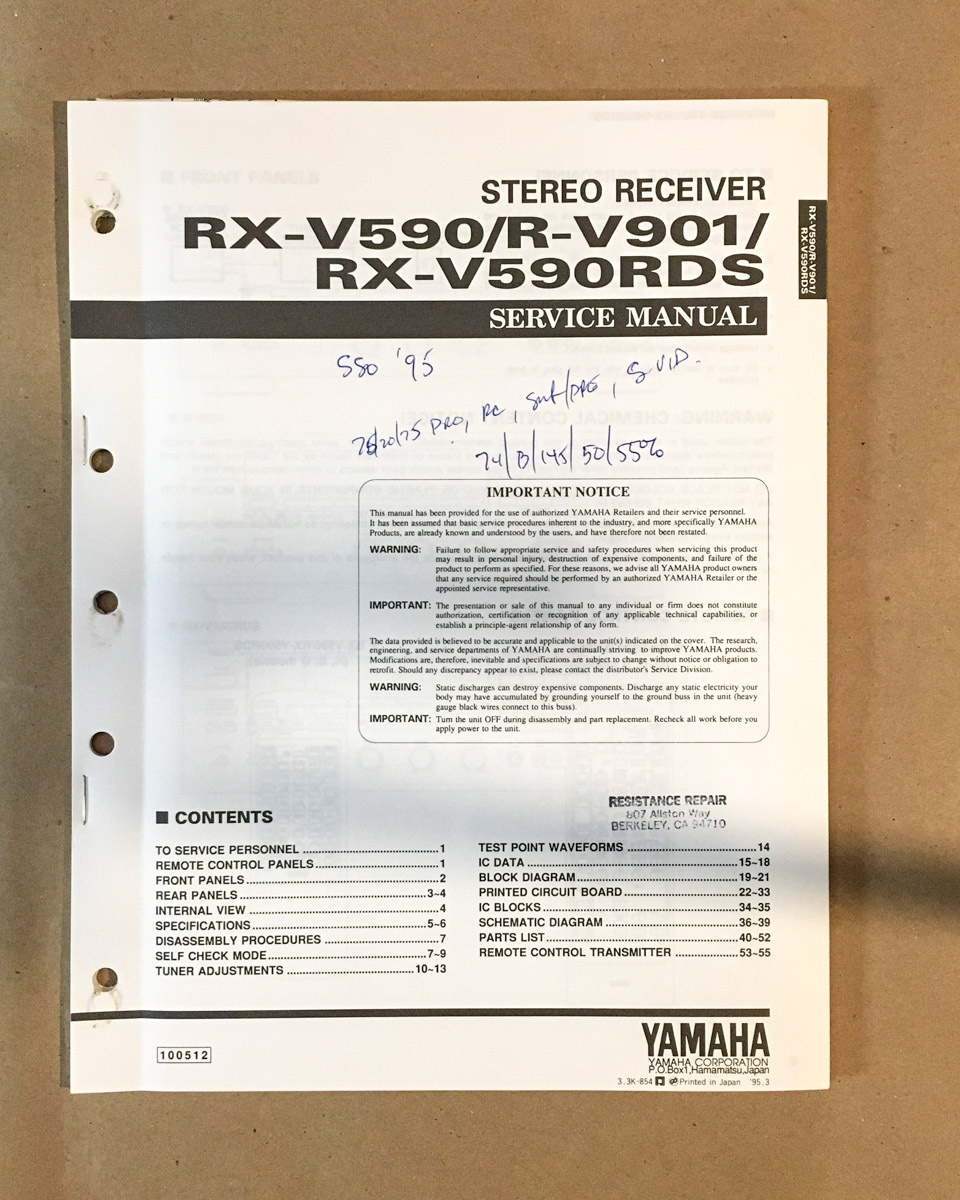 STEREO RECEIVER
RX-V590/R-V901/
RX-V590RDS
SERVICE MANUAL
RX-V590/R-V901/
RX-V590RDS
'95
PRO, RC, S-VID.
IMPORTANT NOTICE
This manual has been provided for the use of authorized YAMAHA Retailers and their service personnel.
It has been assumed that basic service procedures inherent to the industry, and more specifically YAMAHA
Products, are already known and understood by the users, and have therefore not been restated.
WARNING: Failure to follow appropriate service and safety procedures when servicing this product
may result in personal injury, destruction of expensive components, and failure of the
product to perform as specified. For these reasons, we advise all YAMAHA product owners
that any service required should be performed by an authorized YAMAHA Retailer or the
appointed service representative.
IMPORTANT: The presentation or sale of this manual to any individual or firm does not constitute
authorization, certification or recognition of any applicable technical capabilities, or
establish a principle-agent relationship of any form.
The data provided is believed to be accurate and applicable to the unit(s) indicated on the cover. The research,
engineering, and service departments of YAMAHA are continually striving to improve YAMAHA products.
Modifications are, therefore, inevitable and specifications are subject to change without notice or obligation to
retrofit. Should any discrepancy appear to exist, please contact the distributor's Service Division.
WARNING: Static discharges can destroy expensive components. Discharge any static electricity your
body may have accumulated by grounding yourself to the ground buss in the unit (heavy
gauge black wires connect to this buss).
IMPORTANT: Turn the unit OFF during disassembly and part replacement. Recheck all work before you
apply power to the unit.
RESISTANCE REPAIR
807 Allston Way
BERKELEY, CA 94710
■ CONTENTS
TO SERVICE PERSONNEL ..........1
REMOTE CONTROL PANELS ..........1
FRONT PANELS ..........2
REAR PANELS ..........3~4
INTERNAL VIEW ..........4
SPECIFICATIONS ..........5~6
DISASSEMBLY PROCEDURES ..........7
SELF CHECK MODE ..........7~9
TUNER ADJUSTMENTS ..........10~13
TEST POINT WAVEFORMS ..........14
IC DATA ..........15~18
BLOCK DIAGRAM ..........19~21
PRINTED CIRCUIT BOARD ..........22~33
IC BLOCKS ..........34~35
SCHEMATIC DIAGRAM ..........36~39
PARTS LIST ..........40~52
REMOTE CONTROL TRANSMITTER ..........53~55
100512
YAMAHA
YAMAHA CORPORATION
P.O.Box1,Hamamatsu,Japan
3.3K-854 Printed in Japan '95.3